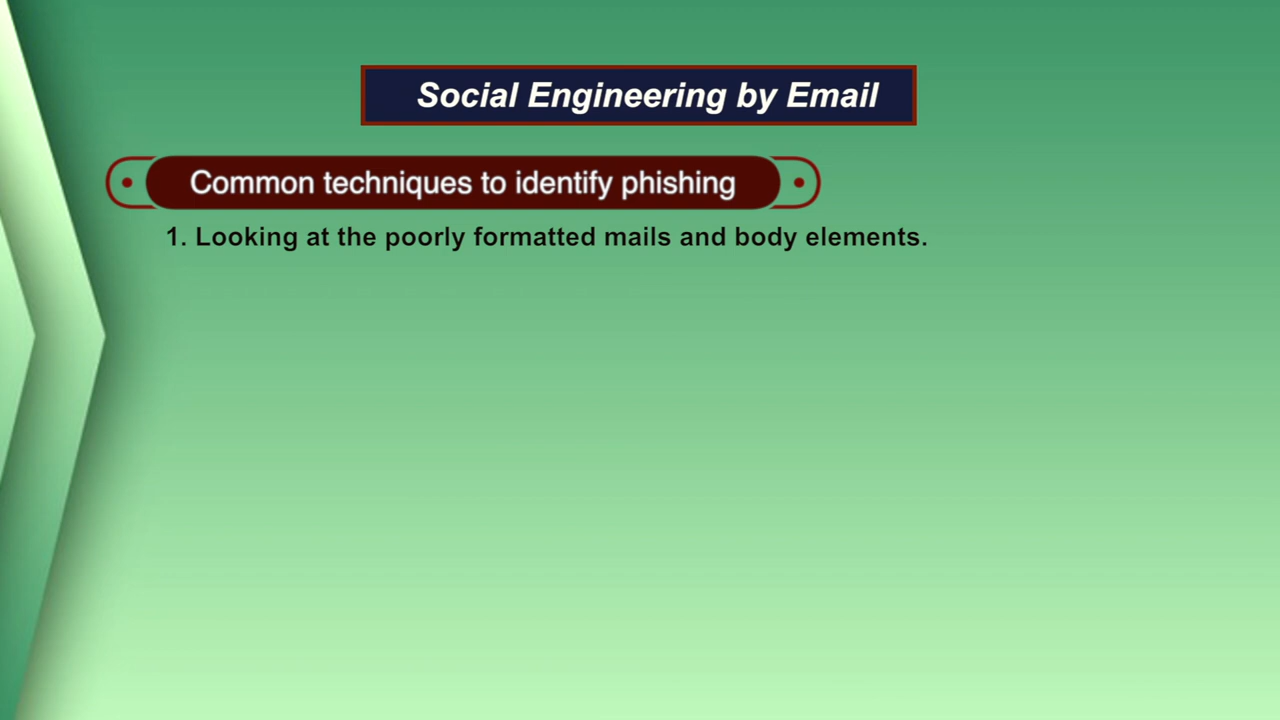 Social Engineering by Email
Common techniques to identify phishing
1. Looking at the poorly formatted mails and body elements.